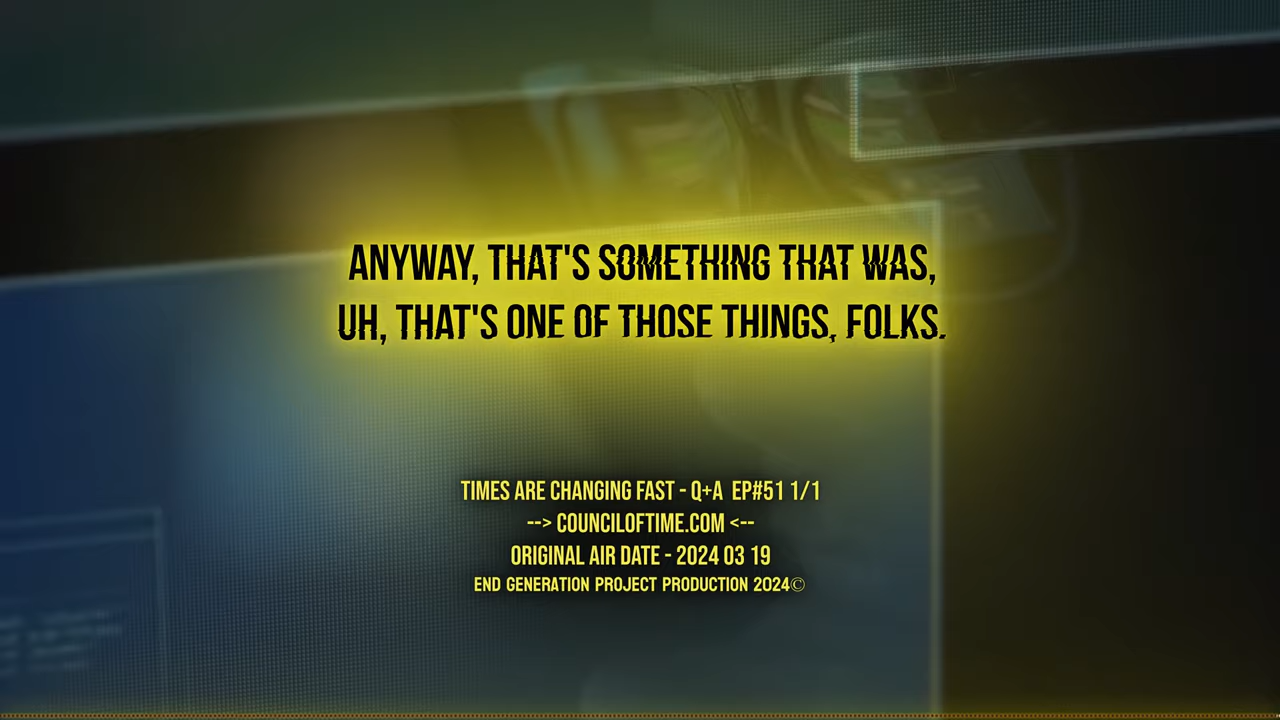 ANYWAY, THAT'S SOMETHING THAT WAS,
UH, THAT'S ONE OF THOSE THINGS, FOLKS.
TIMES ARE CHANGING FAST - Q+A EP#51 1/1
--> COUNCILOFTIME.COM <--
ORIGINAL AIR DATE - 2024 03 19
END GENERATION PROJECT PRODUCTION 2024©